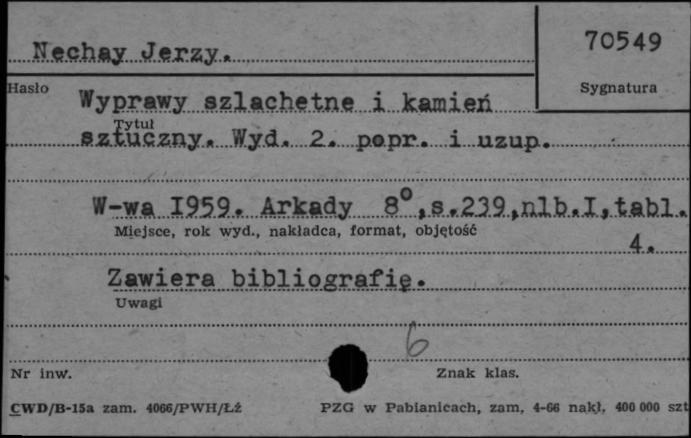 Nechay Jerzy.
70549
Hasło
Sygnatura
Wyprawy szlachetne i kamień
Tytuł
sztuczny. Wyd. 2. popr. i uzup.
W-wa I959. Arkady 8°,s.239,nlb.I,tabl.
Miejsce, rok wyd., nakładca, format, objętość
4.
Zawiera bibliografię.
Uwagi
6
Nr inw.
Znak klas.
CWD/B-15a zam. 4066/PWH/Łź
PZG w Pabianicach, zam. 4-66 nakł. 400 000 szt